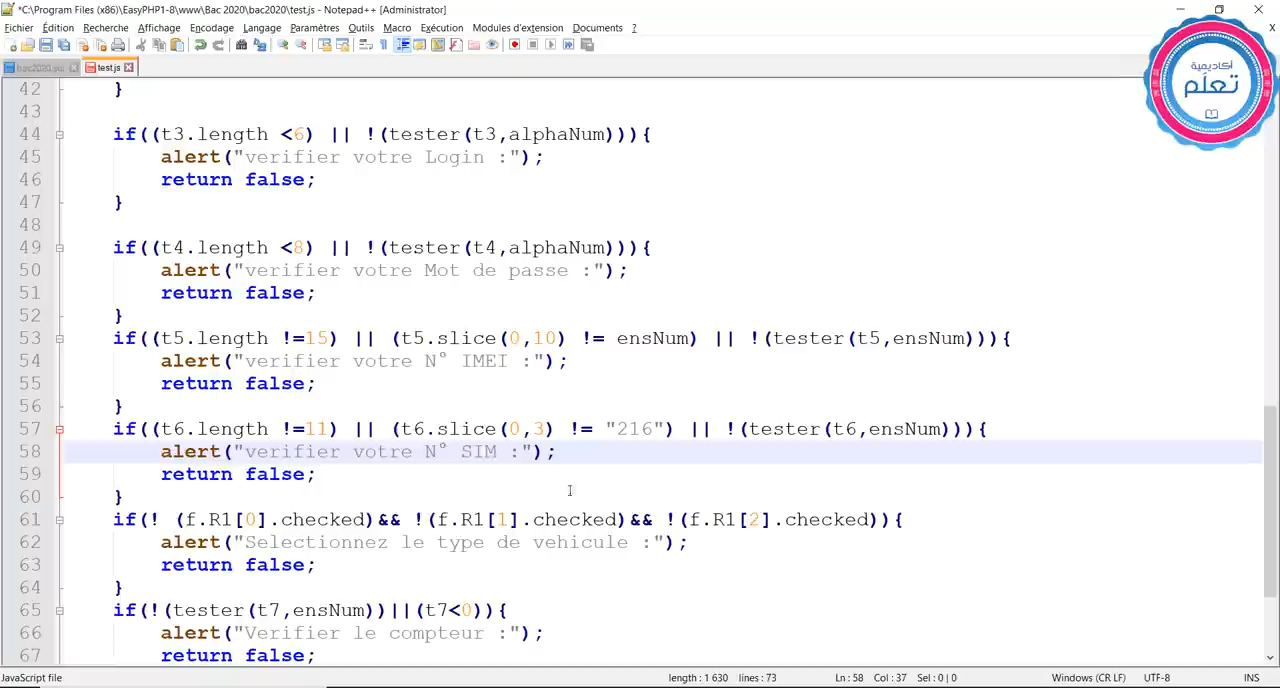 *C:\Program Files (x86)\EasyPHP1-8\www\Bac 2020\bac2020\test.js - Notepad++ [Administrator]
Fichier Édition Recherche Affichage Encodage Langage Paramètres Outils Macro Exécution Modules d'extension Documents ? X
bac2020.sql test.js
أكاديمية
تعلّم
42 }
43
44 if((t3.length <6) || !(tester(t3,alphaNum))){
45 alert("verifier votre Login :");
46 return false;
47 }
48
49 if((t4.length <8) || !(tester(t4,alphaNum))){
50 alert("verifier votre Mot de passe :");
51 return false;
52 }
53 if((t5.length !=15) || (t5.slice(0,10) != ensNum) || !(tester(t5,ensNum))){
54 alert("verifier votre N° IMEI :");
55 return false;
56 }
57 if((t6.length !=11) || (t6.slice(0,3) != "216") || !(tester(t6,ensNum))){
58 alert("verifier votre N° SIM :");
59 return false;
60 }
61 if(! (f.R1[0].checked)&& !(f.R1[1].checked)&& !(f.R1[2].checked)){
62 alert("Selectionnez le type de vehicule :");
63 return false;
64 }
65 if(!(tester(t7,ensNum))||(t7<0)){
66 alert("Verifier le compteur :");
67 return false;
JavaScript file length : 1 630 lines : 73 Ln : 58 Col : 37 Sel : 0 | 0 Windows (CR LF) UTF-8 INS